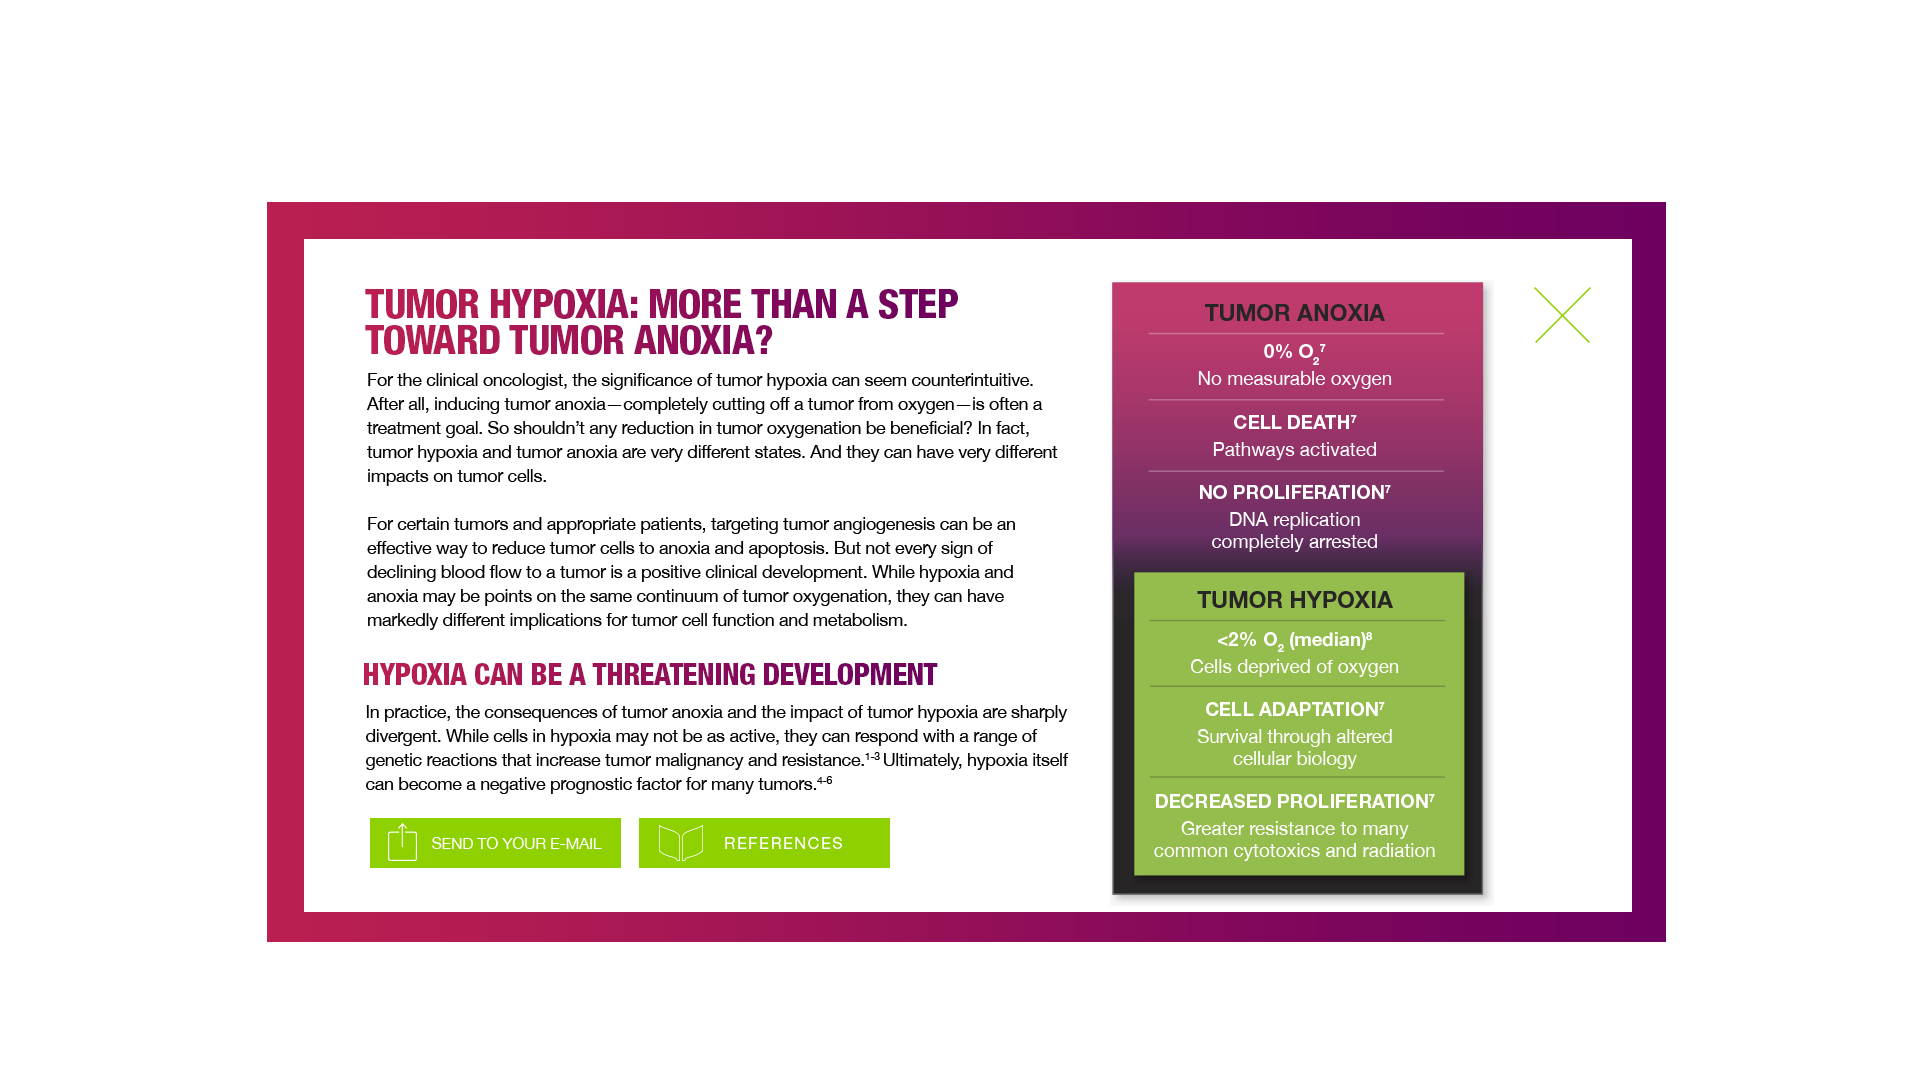 TUMOR HYPOXIA: MORE THAN A STEP
TOWARD TUMOR ANOXIA?
For the clinical oncologist, the significance of tumor hypoxia can seem counterintuitive.
After all, inducing tumor anoxia—completely cutting off a tumor from oxygen—is often a
treatment goal. So shouldn’t any reduction in tumor oxygenation be beneficial? In fact,
tumor hypoxia and tumor anoxia are very different states. And they can have very different
impacts on tumor cells.
For certain tumors and appropriate patients, targeting tumor angiogenesis can be an
effective way to reduce tumor cells to anoxia and apoptosis. But not every sign of
declining blood flow to a tumor is a positive clinical development. While hypoxia and
anoxia may be points on the same continuum of tumor oxygenation, they can have
markedly different implications for tumor cell function and metabolism.
HYPOXIA CAN BE A THREATENING DEVELOPMENT
In practice, the consequences of tumor anoxia and the impact of tumor hypoxia are sharply
divergent. While cells in hypoxia may not be as active, they can respond with a range of
genetic reactions that increase tumor malignancy and resistance.¹⁻³ Ultimately, hypoxia itself
can become a negative prognostic factor for many tumors.⁴⁻⁶
SEND TO YOUR E-MAIL
REFERENCES
TUMOR ANOXIA
0% O₂⁷
No measurable oxygen
CELL DEATH⁷
Pathways activated
NO PROLIFERATION⁷
DNA replication
completely arrested
TUMOR HYPOXIA
<2% O₂ (median)⁸
Cells deprived of oxygen
CELL ADAPTATION⁷
Survival through altered
cellular biology
DECREASED PROLIFERATION⁷
Greater resistance to many
common cytotoxics and radiation